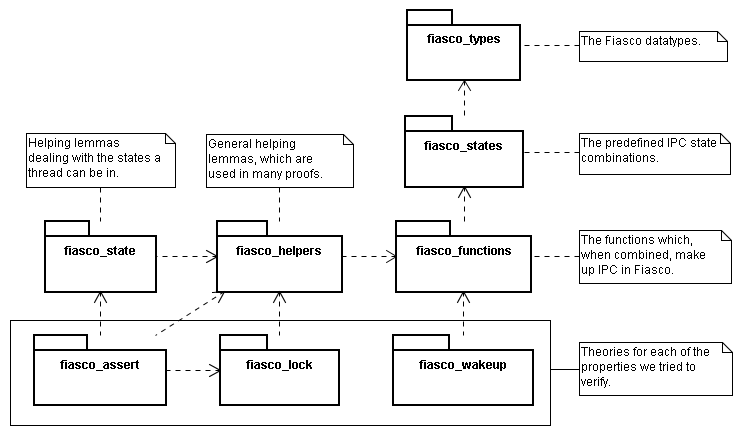 fiasco_types
The Fiasco datatypes.
fiasco_states
The predefined IPC state
combinations.
Helping lemmas
dealing with the states a
thread can be in.
General helping
lemmas, which are
used in many proofs.
fiasco_state
fiasco_helpers
fiasco_functions
The functions which,
when combined, make
up IPC in Fiasco.
fiasco_assert
fiasco_lock
fiasco_wakeup
Theories for each of the
properties we tried to
verify.